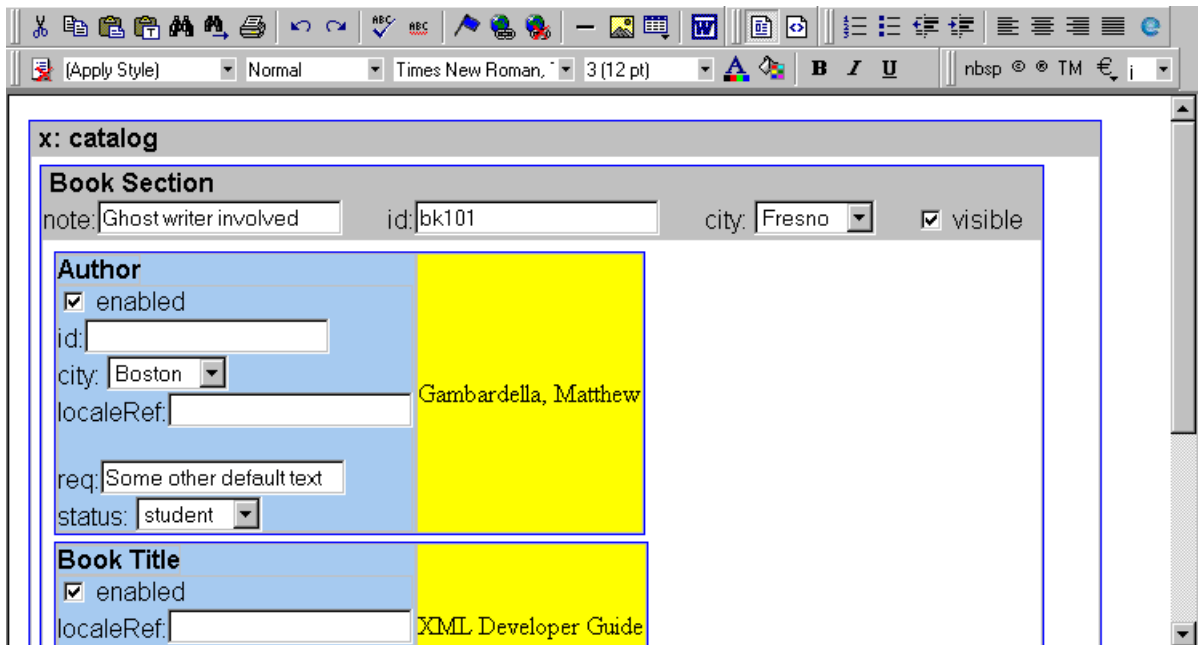 ABC ABC W e
(Apply Style) Normal Times New Roman, 3 (12 pt) A B I U nbsp © ® TM € ¡
x: catalog
Book Section
note: Ghost writer involved id: bk101 city: Fresno visible
Author
enabled
id:
city: Boston
localeRef:
Gambardella, Matthew
req: Some other default text
status: student
Book Title
enabled
localeRef:
XML Developer Guide